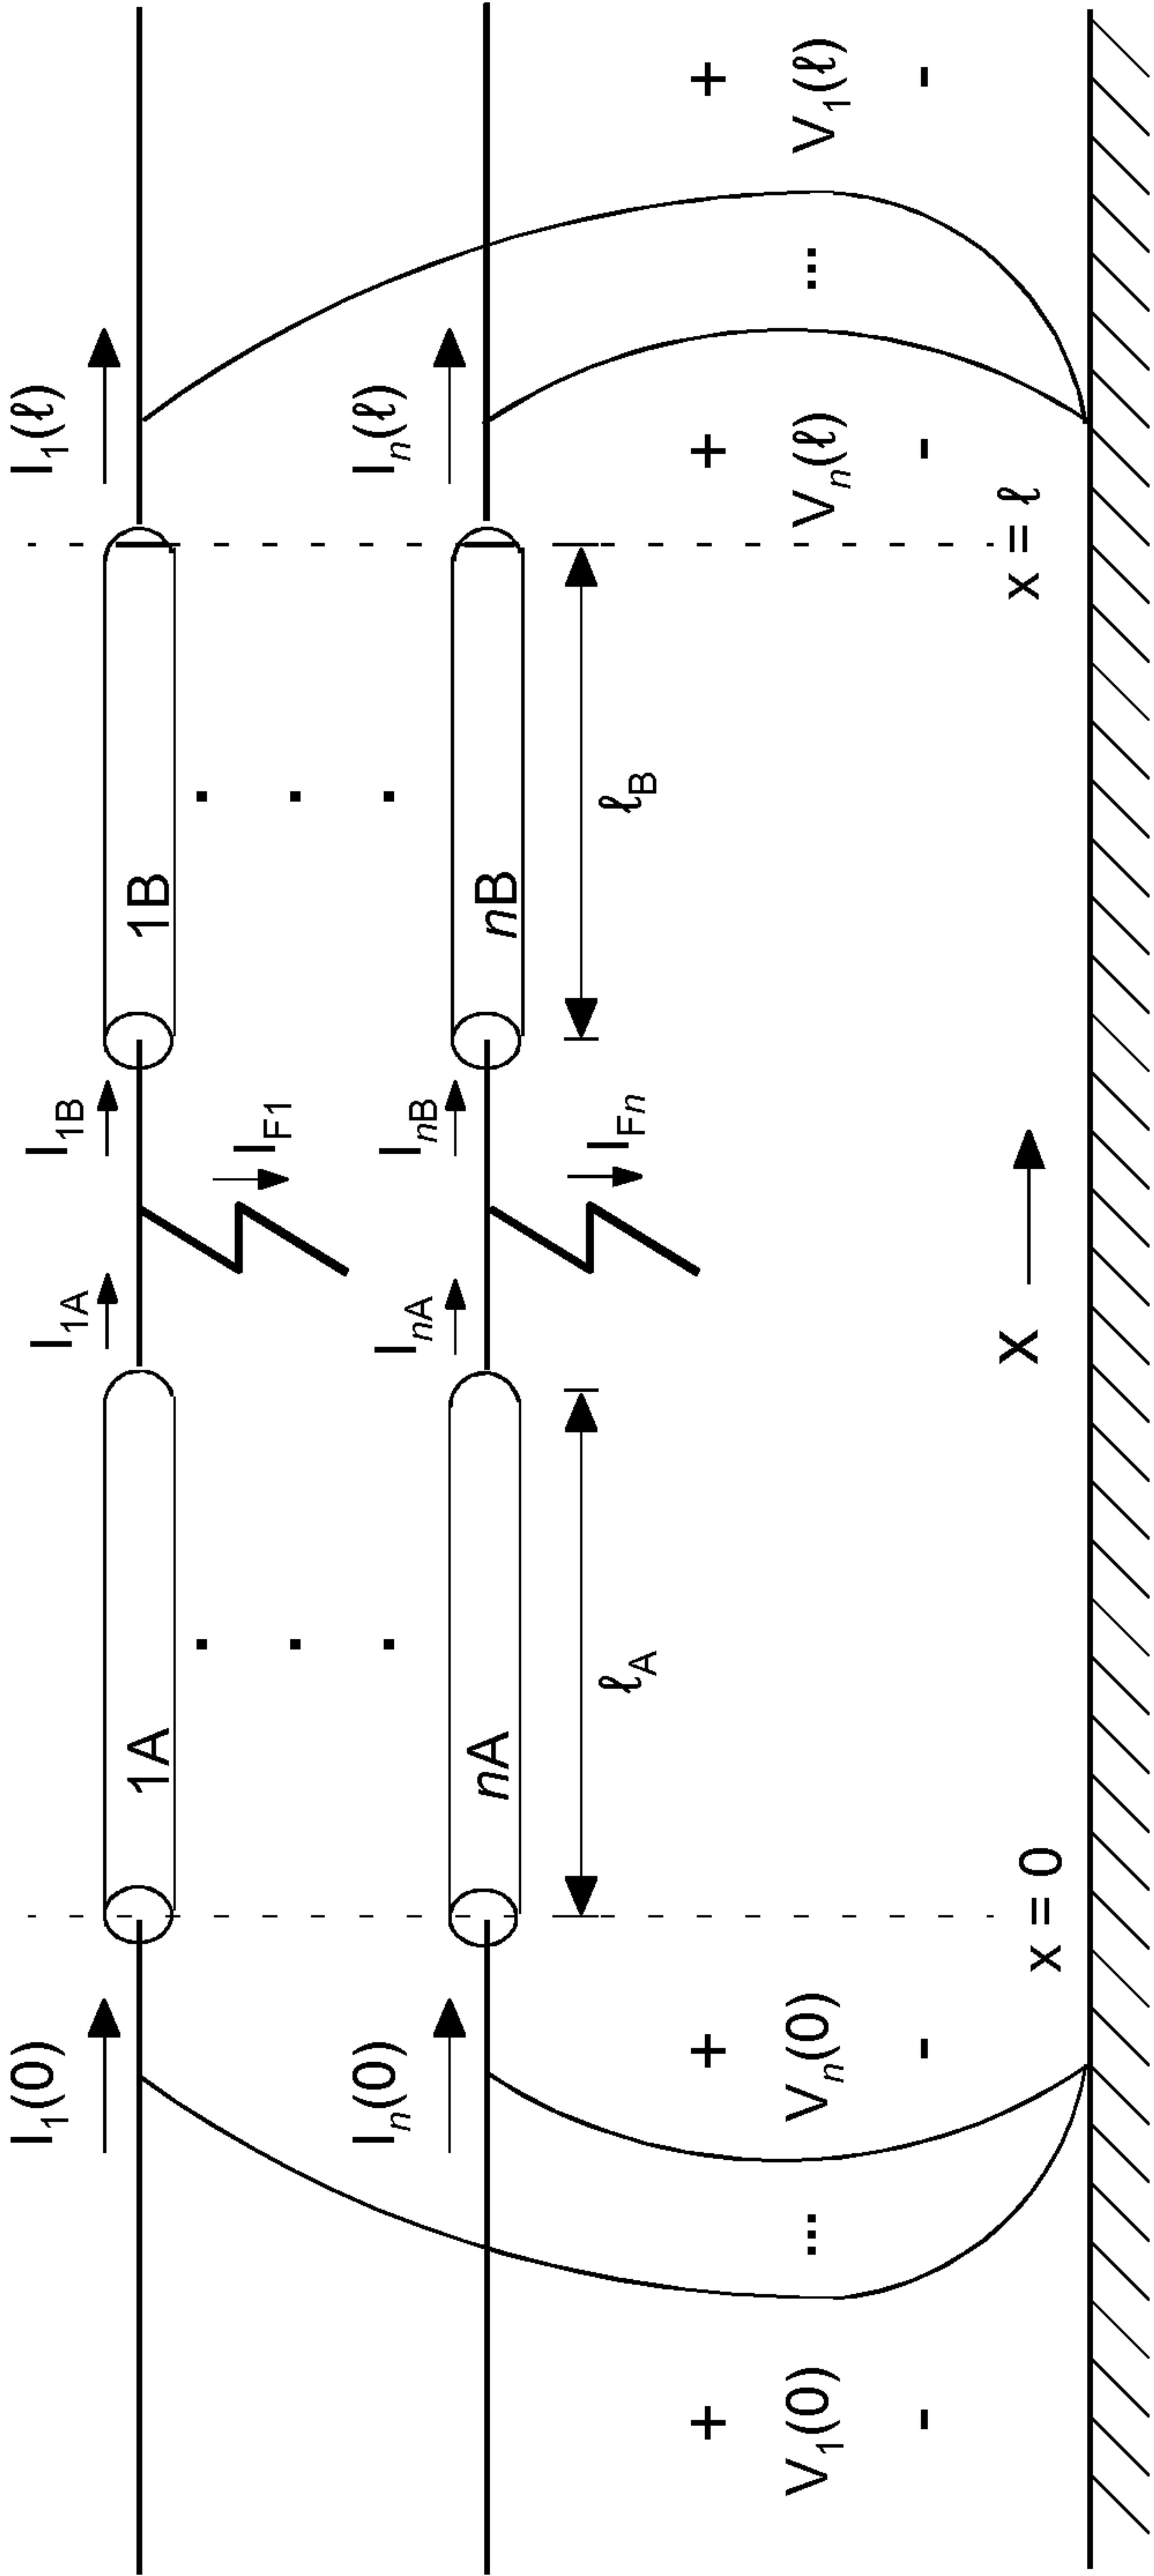 I1(0) I1A I1B I1(ℓ)
1A 1B
IF1
In(0) InA InB In(ℓ)
nA nB
IFn
ℓA ℓB
+ + + +
V1(0) Vn(0) Vn(ℓ) V1(ℓ)
... ...
- - - -
x = 0 X x = ℓ